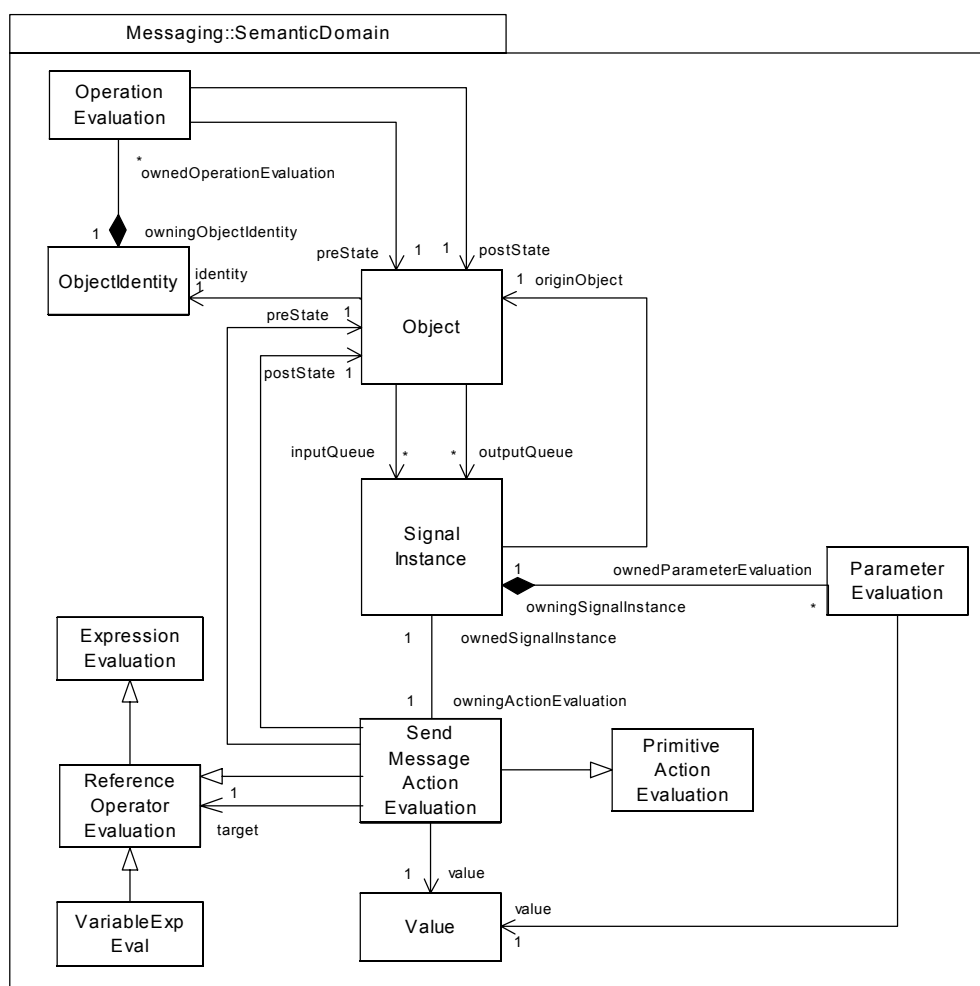 Messaging::SemanticDomain
Operation
Evaluation
*
ownedOperationEvaluation
1
owningObjectIdentity
ObjectIdentity
identity
1
preState
1
1
postState
1
originObject
Object
preState
1
postState
1
inputQueue
*
*
outputQueue
Signal
Instance
1
ownedParameterEvaluation
owningSignalInstance
*
Parameter
Evaluation
1
ownedSignalInstance
1
owningActionEvaluation
Expression
Evaluation
Send
Message
Action
Evaluation
Primitive
Action
Evaluation
Reference
Operator
Evaluation
1
target
VariableExp
Eval
1
value
Value
value
1